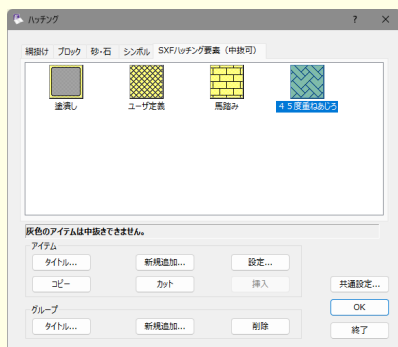 ハッチング ? ×
網掛け ブロック 砂・石 シンボル SXFハッチング要素（中抜可）
塗潰し ユーザ定義 馬踏み ４５度重ねあじろ
灰色のアイテムは中抜きできません。
アイテム
タイトル... 新規追加... 設定...
コピー カット 挿入 共通設定...
グループ OK
タイトル... 新規追加... 削除 終了